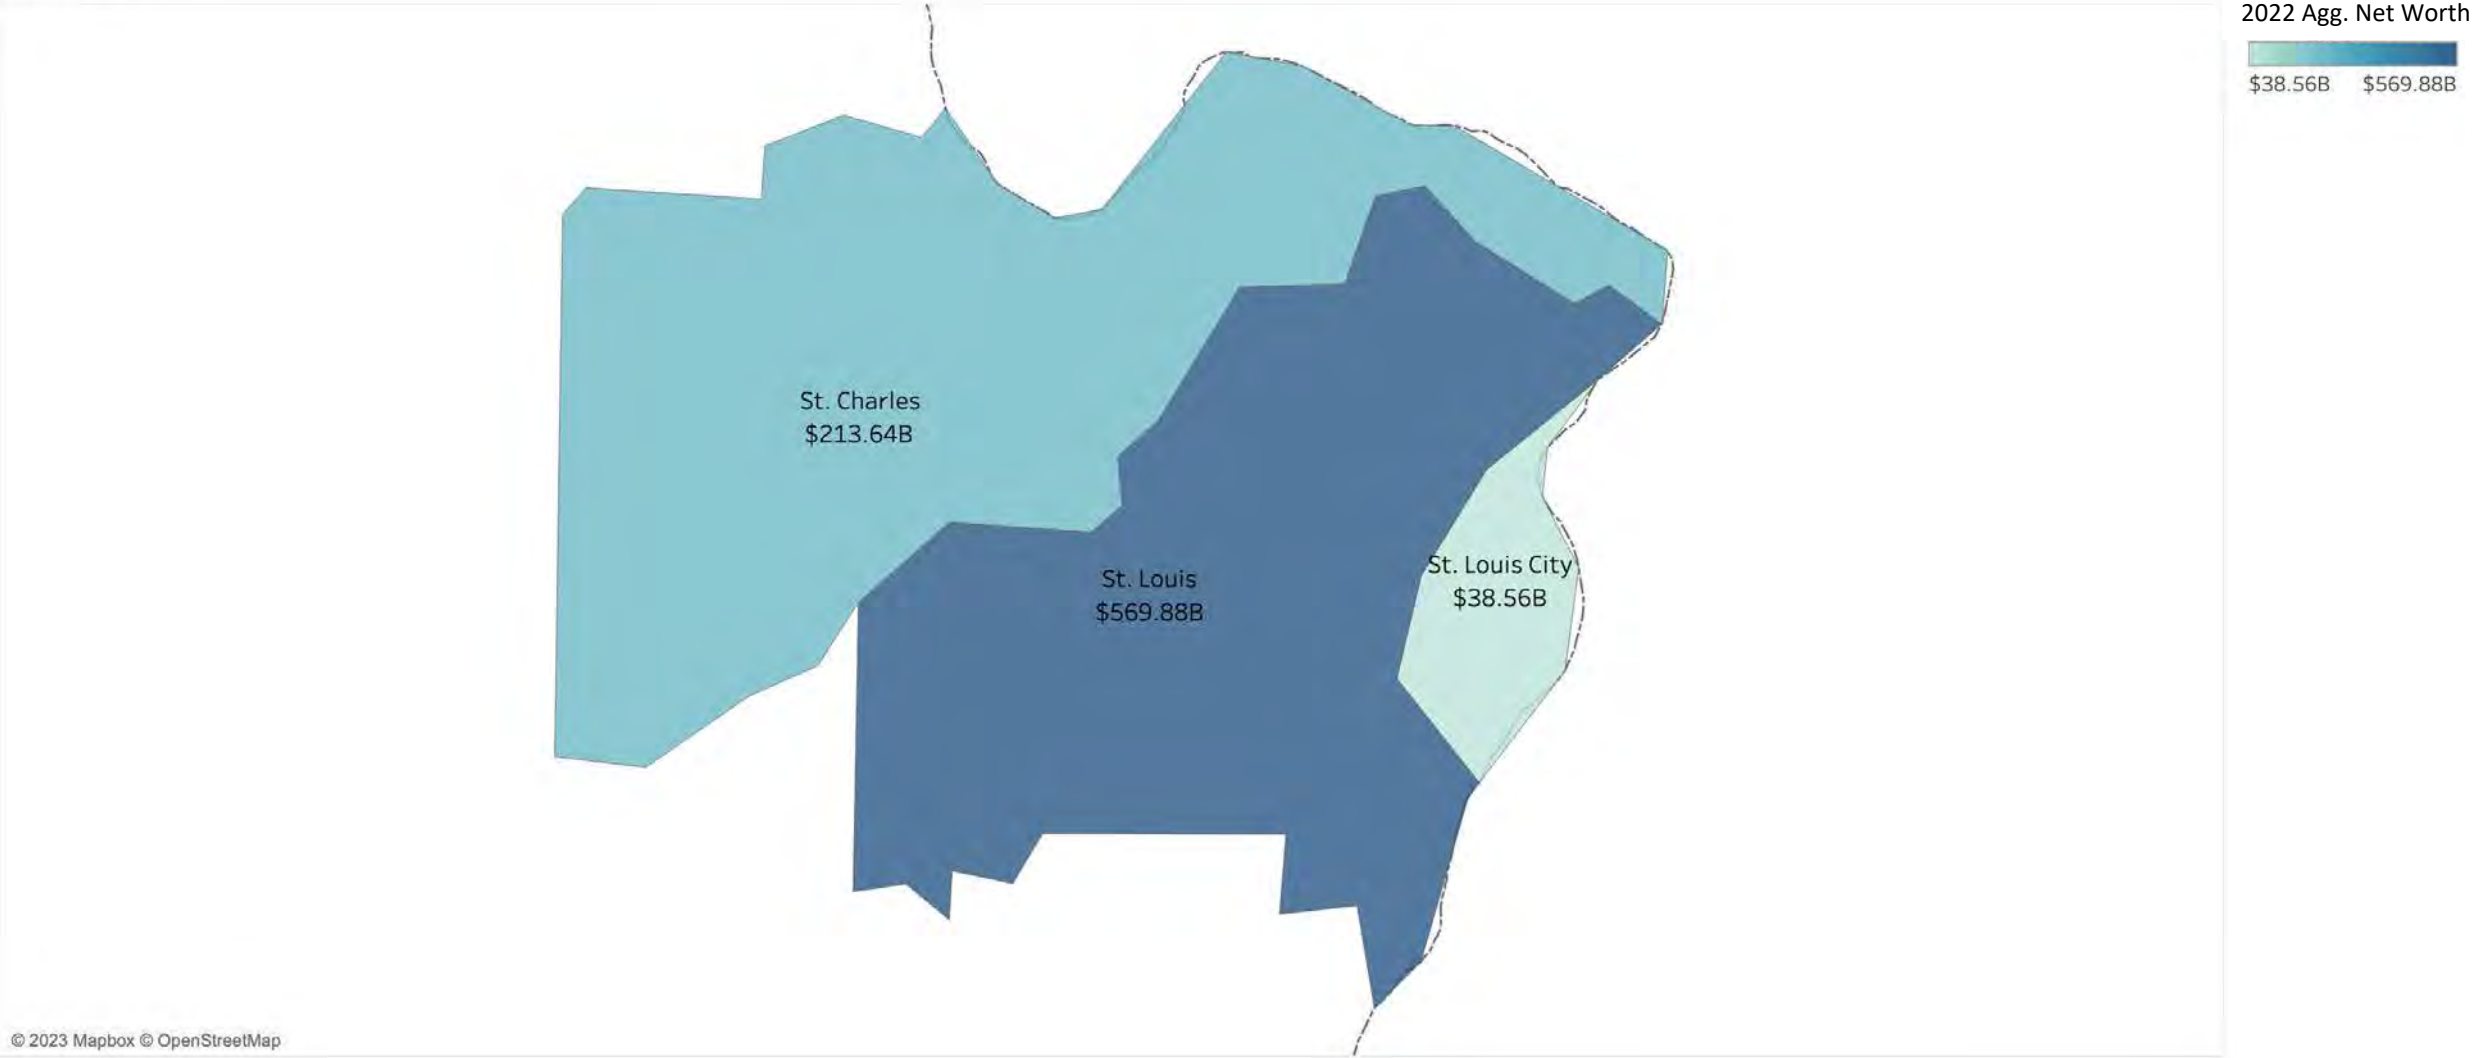 2022 Agg. Net Worth
$38.56B $569.88B
St. Charles
$213.64B
St. Louis
$569.88B
St. Louis City
$38.56B
© 2023 Mapbox © OpenStreetMap